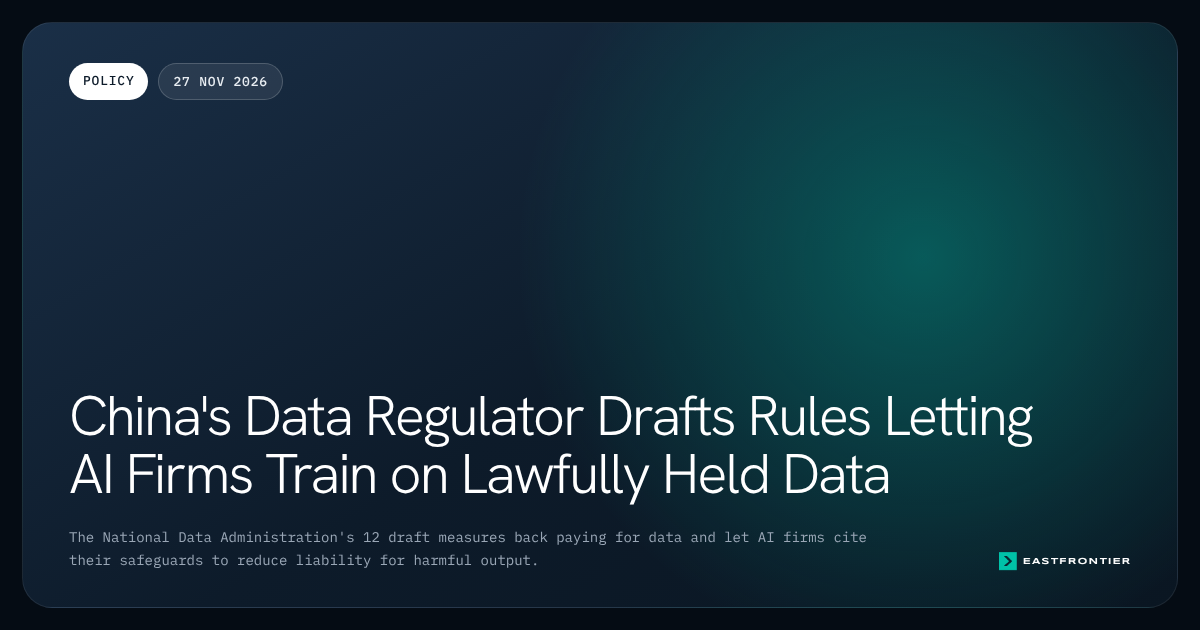 POLICY
27 NOV 2026
China's Data Regulator Drafts Rules Letting
AI Firms Train on Lawfully Held Data
The National Data Administration's 12 draft measures back paying for data and let AI firms cite
their safeguards to reduce liability for harmful output.
EASTFRONTIER